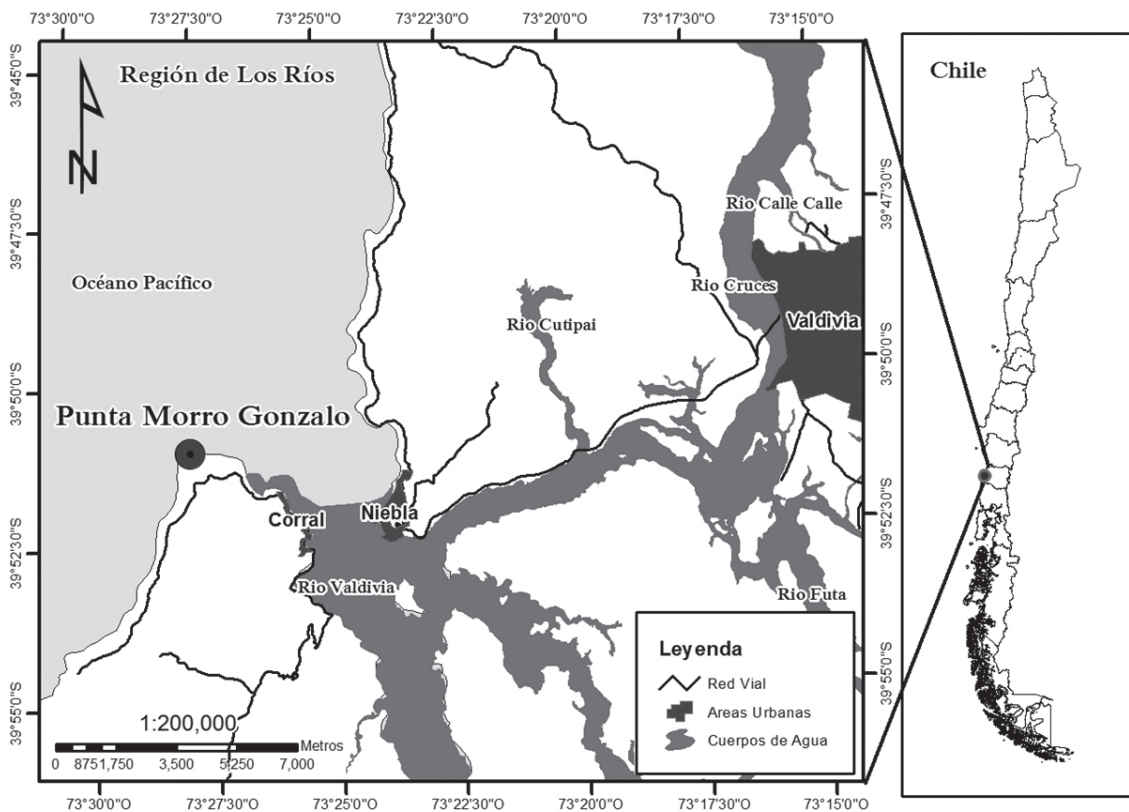 73°30'0"O 73°27'30"O 73°25'0"O 73°22'30"O 73°20'0"O 73°17'30"O 73°15'0"O
39°45'0"S
39°47'30"S
39°50'0"S
39°52'30"S
39°55'0"S
Región de Los Ríos
N
Océano Pacífico
Punta Morro Gonzalo
Corral
Niebla
Rio Valdivia
Rio Cutipai
Rio Calle Calle
Rio Cruces
Valdivia
Rio Futa
1:200,000
Metros
0 875 1,750 3,500 5,250 7,000
Leyenda
Red Vial
Areas Urbanas
Cuerpos de Agua
39°47'30"S
39°50'0"S
39°52'30"S
39°55'0"S
73°30'0"O 73°27'30"O 73°25'0"O 73°22'30"O 73°20'0"O 73°17'30"O 73°15'0"O
Chile